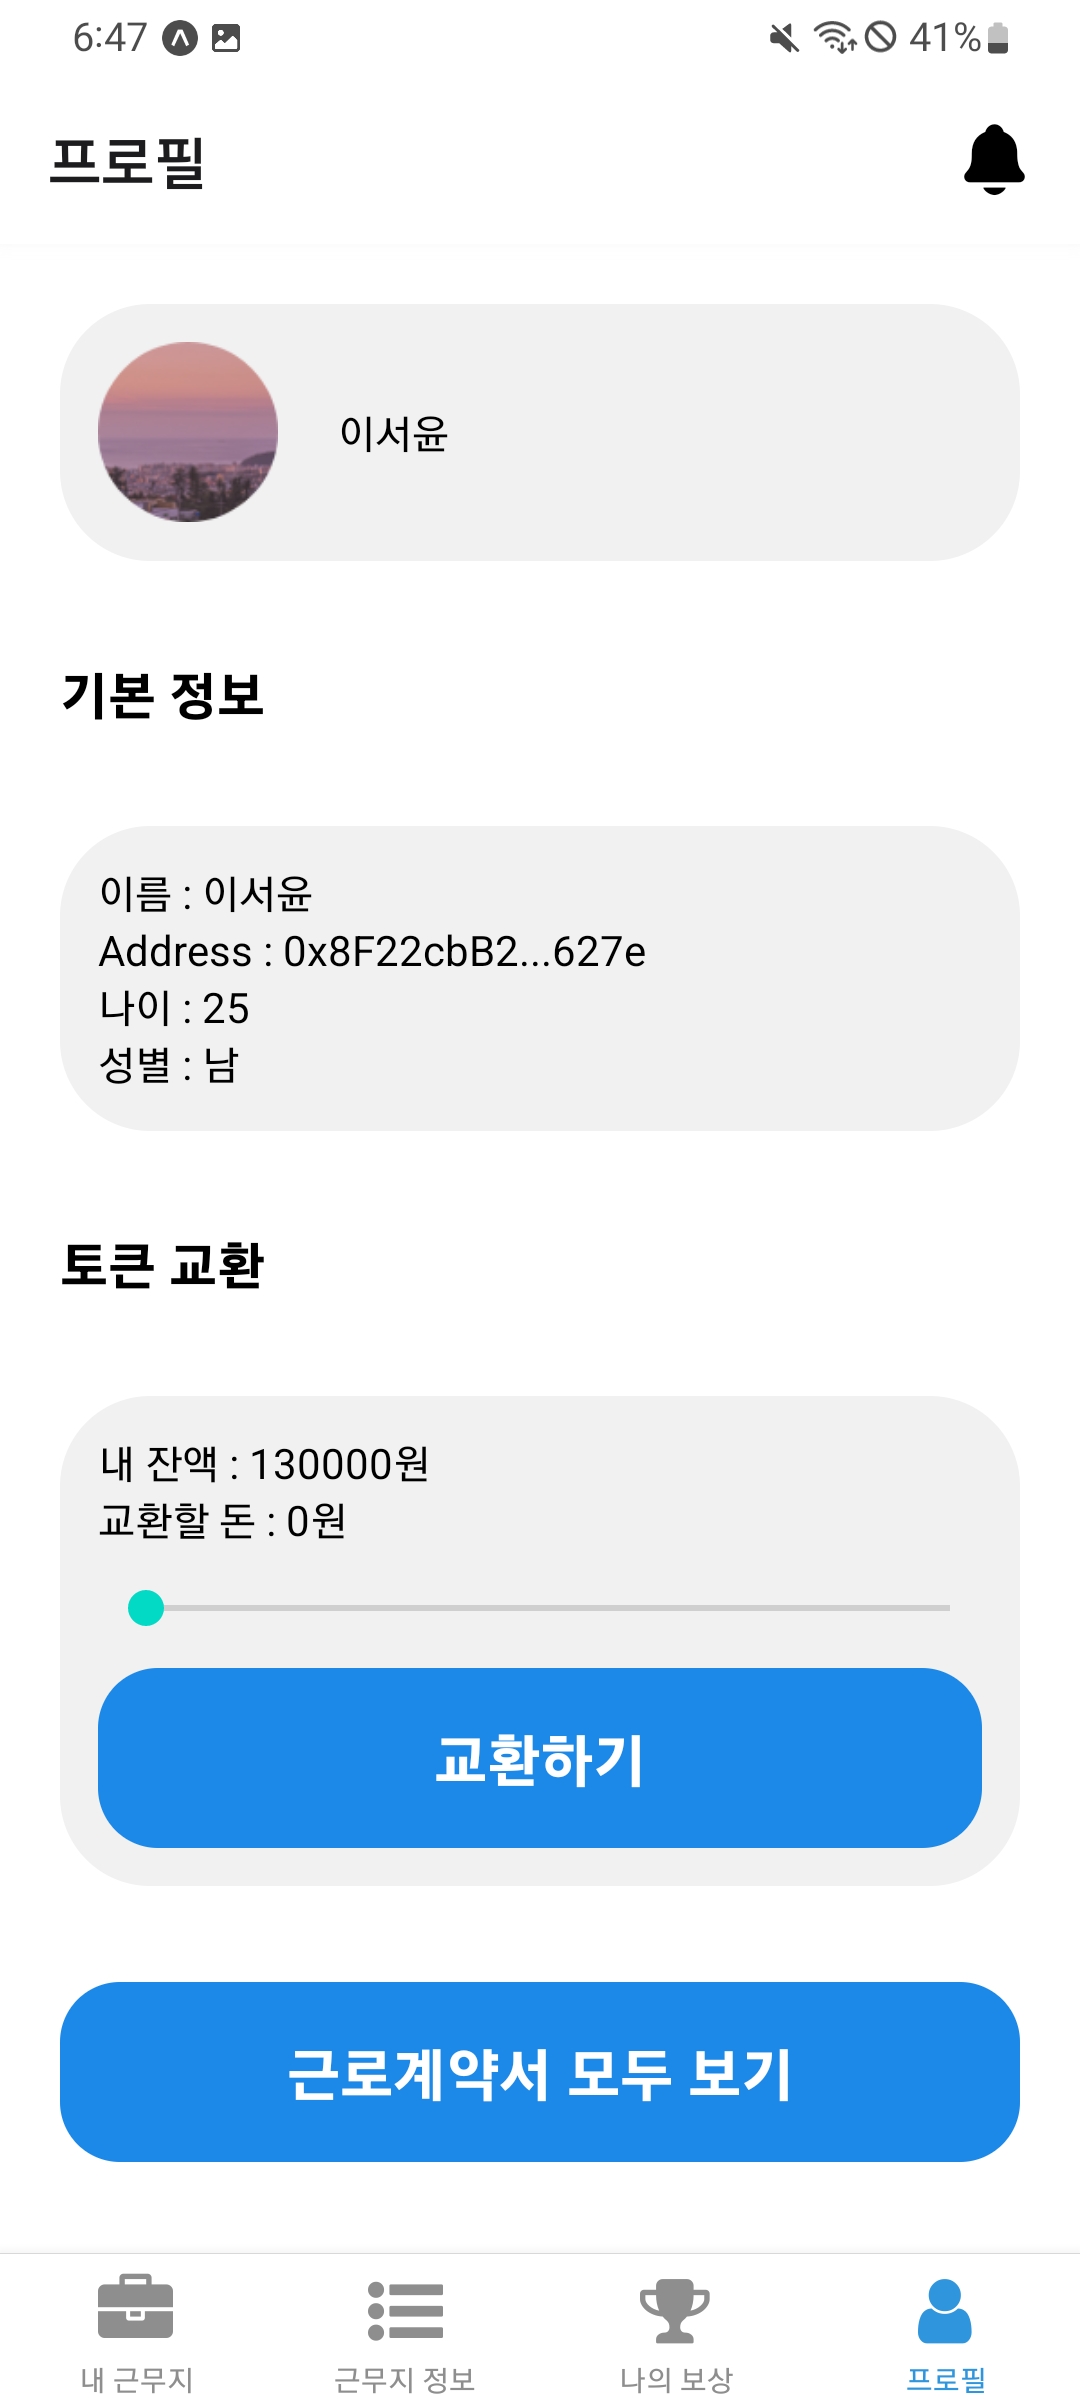 6:47
41%
프로필
이서윤
기본 정보
이름 : 이서윤
Address : 0x8F22cbB2...627e
나이 : 25
성별 : 남
토큰 교환
내 잔액 : 130000원
교환할 돈 : 0원
교환하기
근로계약서 모두 보기
내 근무지
근무지 정보
나의 보상
프로필